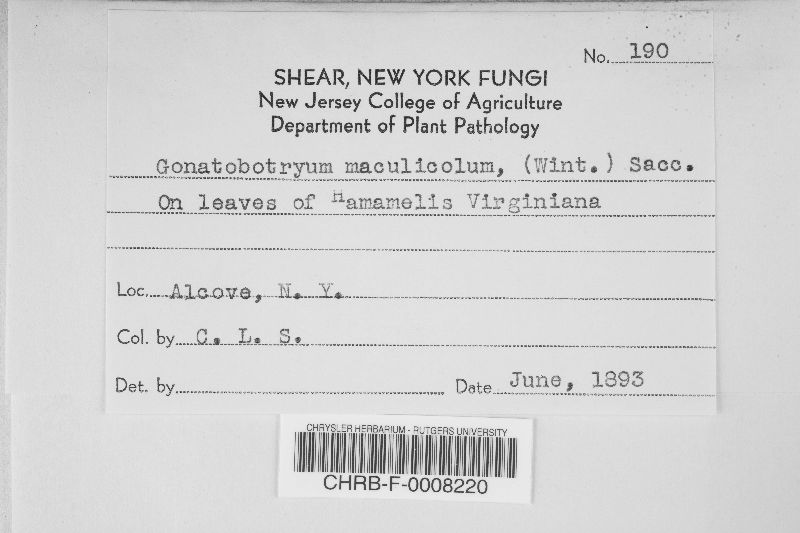 No. 190
SHEAR, NEW YORK FUNGI
New Jersey College of Agriculture
Department of Plant Pathology
Gonatobotryum maculicolum, (Wint.) Sacc.
On leaves of Hamamelis Virginiana
Loc. Alcove, N. Y.
Col. by C. L. S.
Det. by Date June, 1893
CHRYSLER HERBARIUM - RUTGERS UNIVERSITY
CHRB-F-0008220